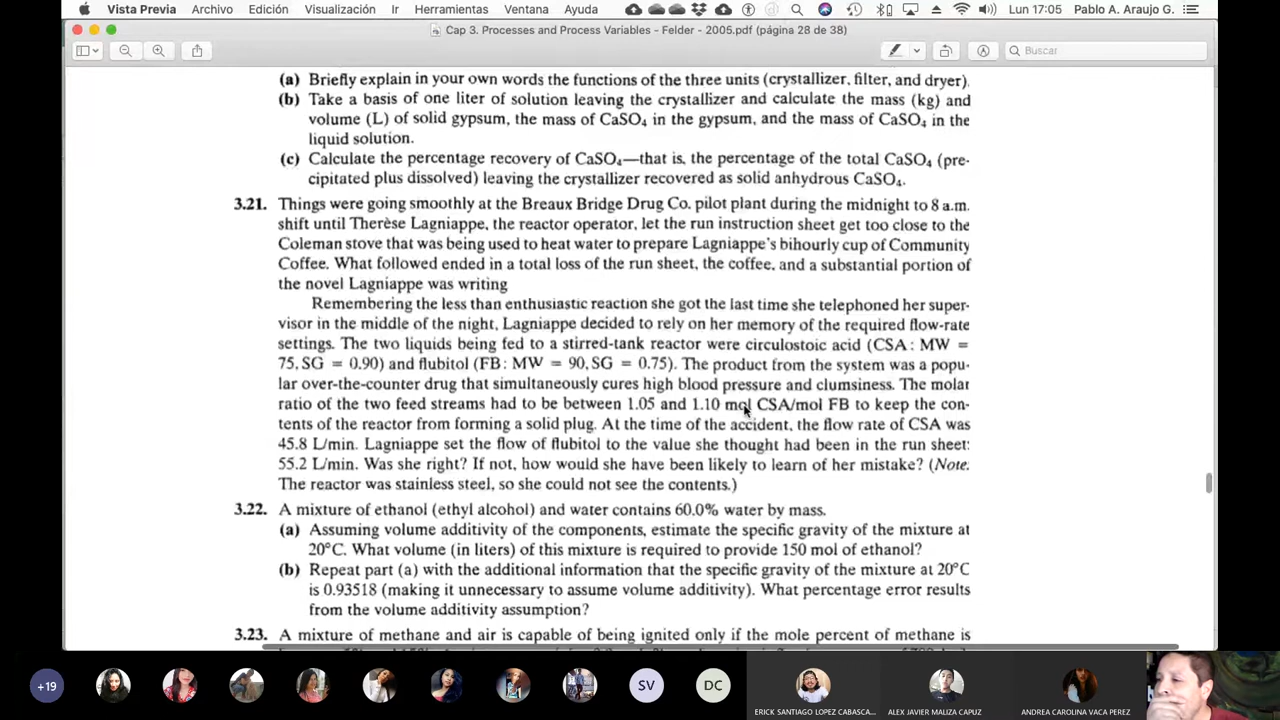 Vista Previa Archivo Edición Visualización Ir Herramientas Ventana Ayuda Lun 17:05 Pablo A. Araujo G.
Cap 3. Processes and Process Variables - Felder - 2005.pdf (página 28 de 38)
Buscar
(a) Briefly explain in your own words the functions of the three units (crystallizer, filter, and dryer).
(b) Take a basis of one liter of solution leaving the crystallizer and calculate the mass (kg) and
volume (L) of solid gypsum, the mass of CaSO₄ in the gypsum, and the mass of CaSO₄ in the
liquid solution.
(c) Calculate the percentage recovery of CaSO₄—that is, the percentage of the total CaSO₄ (pre-
cipitated plus dissolved) leaving the crystallizer recovered as solid anhydrous CaSO₄.
3.21. Things were going smoothly at the Breaux Bridge Drug Co. pilot plant during the midnight to 8 a.m.
shift until Therèse Lagniappe, the reactor operator, let the run instruction sheet get too close to the
Coleman stove that was being used to heat water to prepare Lagniappe's bihourly cup of Community
Coffee. What followed ended in a total loss of the run sheet, the coffee, and a substantial portion of
the novel Lagniappe was writing
Remembering the less than enthusiastic reaction she got the last time she telephoned her super-
visor in the middle of the night, Lagniappe decided to rely on her memory of the required flow-rate
settings. The two liquids being fed to a stirred-tank reactor were circulostoic acid (CSA: MW =
75, SG = 0.90) and flubitol (FB: MW = 90, SG = 0.75). The product from the system was a popu-
lar over-the-counter drug that simultaneously cures high blood pressure and clumsiness. The molar
ratio of the two feed streams had to be between 1.05 and 1.10 mol CSA/mol FB to keep the con-
tents of the reactor from forming a solid plug. At the time of the accident, the flow rate of CSA was
45.8 L/min. Lagniappe set the flow of flubitol to the value she thought had been in the run sheet:
55.2 L/min. Was she right? If not, how would she have been likely to learn of her mistake? (Note:
The reactor was stainless steel, so she could not see the contents.)
3.22. A mixture of ethanol (ethyl alcohol) and water contains 60.0% water by mass.
(a) Assuming volume additivity of the components, estimate the specific gravity of the mixture at
20°C. What volume (in liters) of this mixture is required to provide 150 mol of ethanol?
(b) Repeat part (a) with the additional information that the specific gravity of the mixture at 20°C
is 0.93518 (making it unnecessary to assume volume additivity). What percentage error results
from the volume additivity assumption?
3.23. A mixture of methane and air is capable of being ignited only if the mole percent of methane is
+19 SV DC
ERICK SANTIAGO LOPEZ CABASCA... ALEX JAVIER MALIZA CAPUZ ANDREA CAROLINA VACA PEREZ